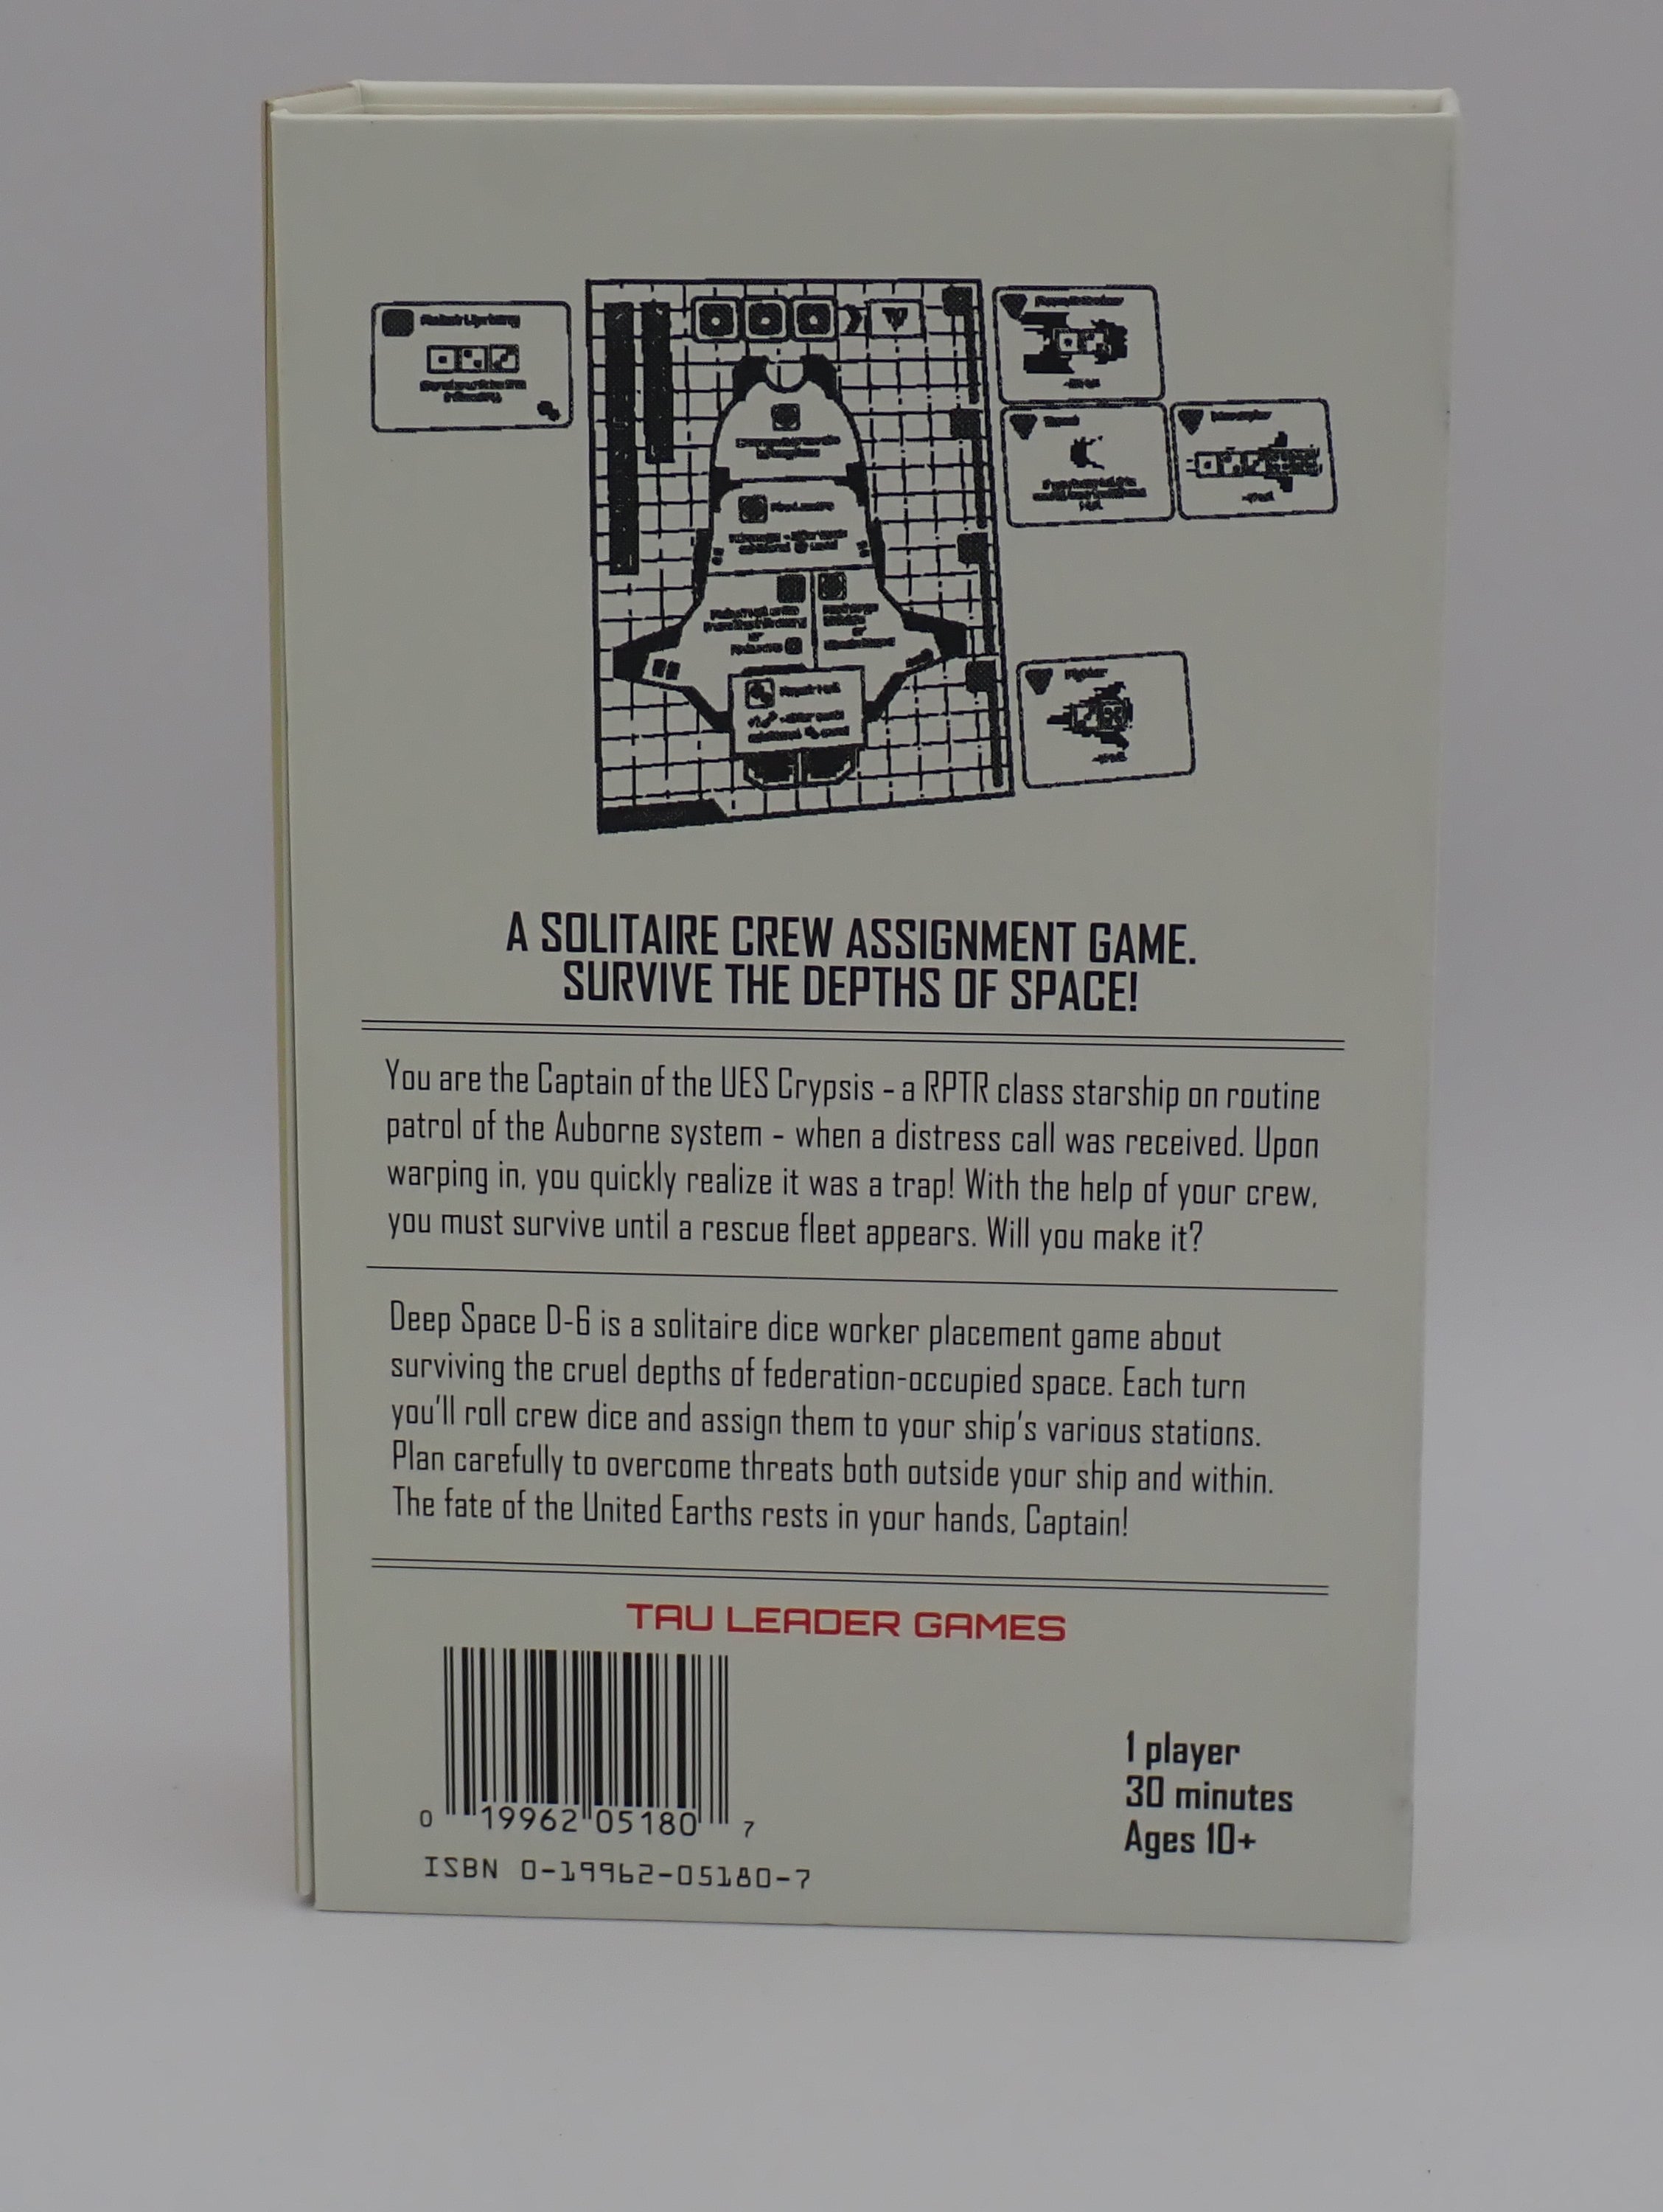 Fighter
A SOLITAIRE CREW ASSIGNMENT GAME.
SURVIVE THE DEPTHS OF SPACE!
You are the Captain of the UES Crypsis - a RPTR class starship on routine
patrol of the Auborne system - when a distress call was received. Upon
warping in, you quickly realize it was a trap! With the help of your crew,
you must survive until a rescue fleet appears. Will you make it?
Deep Space D-6 is a solitaire dice worker placement game about
surviving the cruel depths of federation-occupied space. Each turn
you'll roll crew dice and assign them to your ship's various stations.
Plan carefully to overcome threats both outside your ship and within.
The fate of the United Earths rests in your hands, Captain!
TAU LEADER GAMES
0 19962 05180 7
ISBN 0-19962-05180-7
1 player
30 minutes
Ages 10+